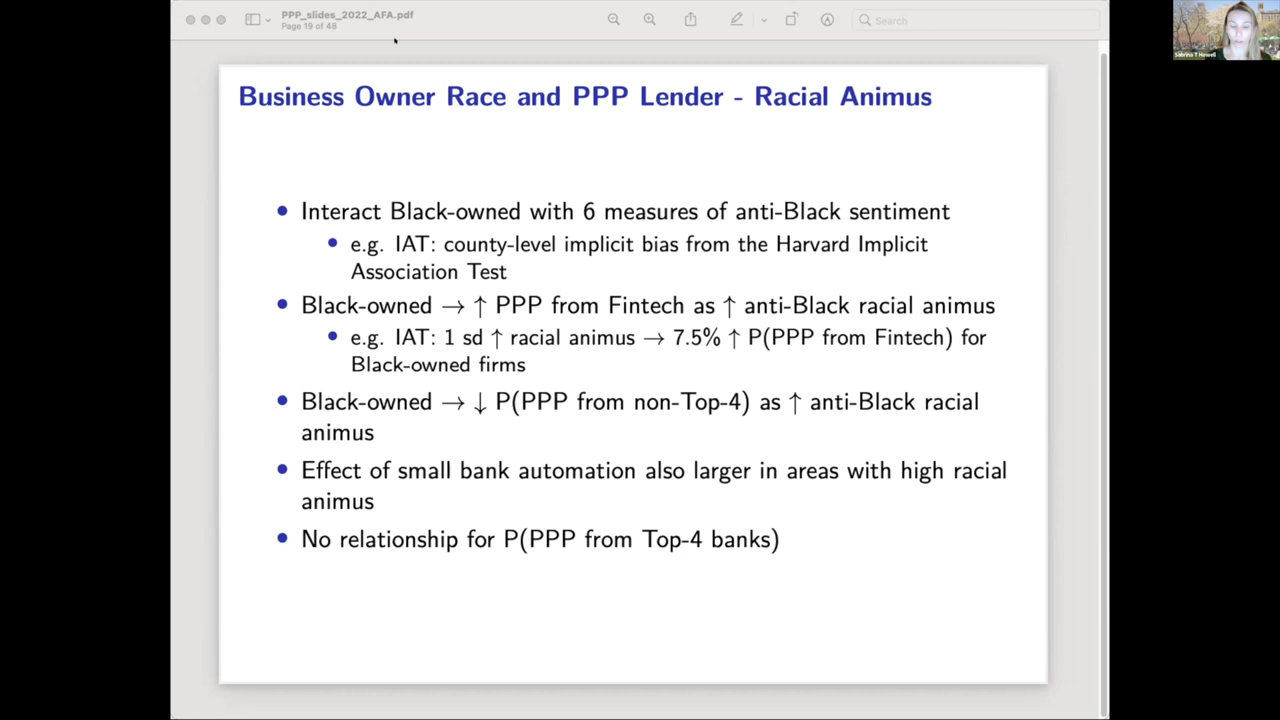 PPP_slides_2022_AFA.pdf
Page 19 of 48
Search
Sabrina T Howell
Business Owner Race and PPP Lender - Racial Animus
• Interact Black-owned with 6 measures of anti-Black sentiment
• e.g. IAT: county-level implicit bias from the Harvard Implicit
Association Test
• Black-owned → ↑ PPP from Fintech as ↑ anti-Black racial animus
• e.g. IAT: 1 sd ↑ racial animus → 7.5% ↑ P(PPP from Fintech) for
Black-owned firms
• Black-owned → ↓ P(PPP from non-Top-4) as ↑ anti-Black racial
animus
• Effect of small bank automation also larger in areas with high racial
animus
• No relationship for P(PPP from Top-4 banks)